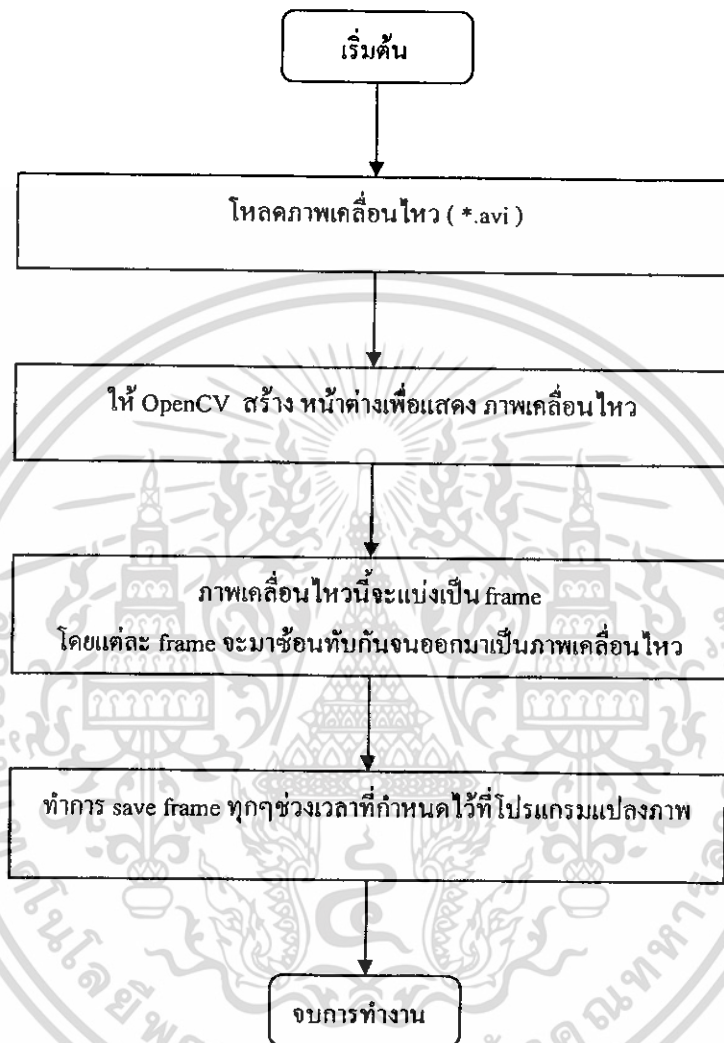 เริ่มต้น
โหลดภาพเคลื่อนไหว ( *.avi )
ให้ OpenCV สร้าง หน้าต่างเพื่อแสดง ภาพเคลื่อนไหว
ภาพเคลื่อนไหวนี้จะแบ่งเป็น frame
โดยแต่ละ frame จะมาซ้อนทับกันจนออกมาเป็นภาพเคลื่อนไหว
ทำการ save frame ทุกๆช่วงเวลาที่กำหนดไว้ที่โปรแกรมแปลงภาพ
จบการทำงาน